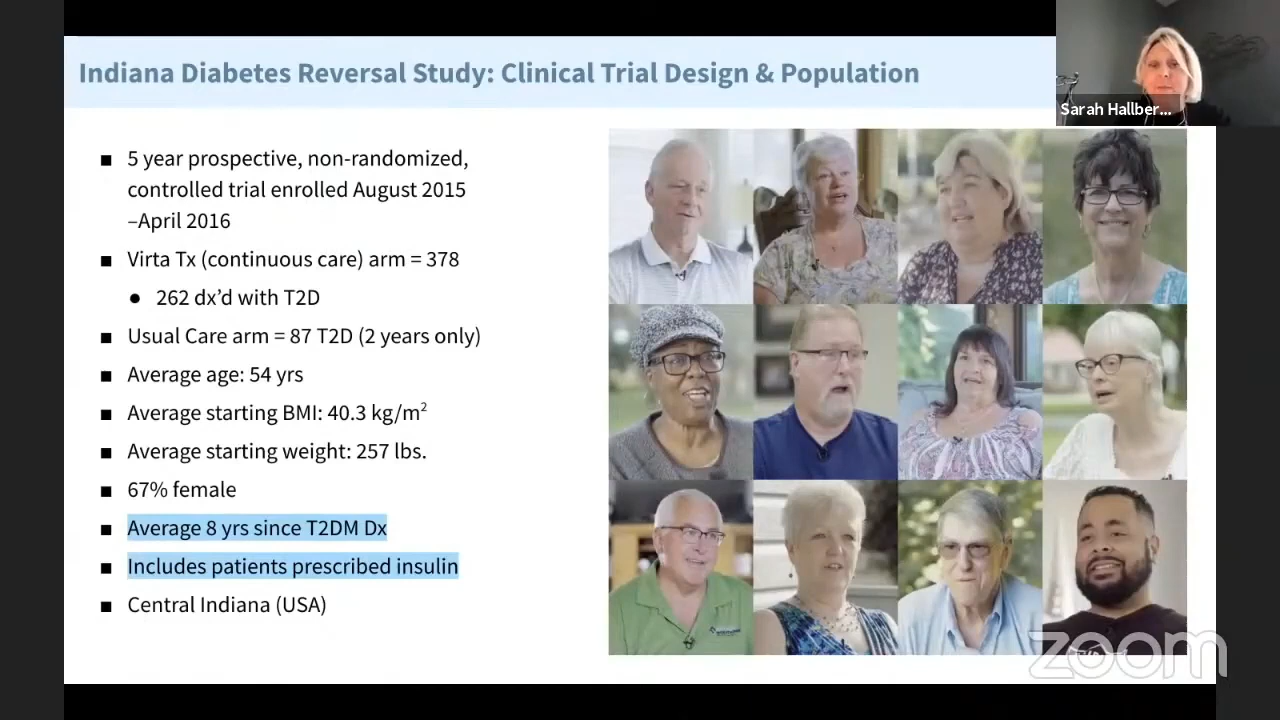 Indiana Diabetes Reversal Study: Clinical Trial Design & Population
Sarah Hallber...
■ 5 year prospective, non-randomized,
controlled trial enrolled August 2015
–April 2016
■ Virta Tx (continuous care) arm = 378
● 262 dx’d with T2D
■ Usual Care arm = 87 T2D (2 years only)
■ Average age: 54 yrs
■ Average starting BMI: 40.3 kg/m²
■ Average starting weight: 257 lbs.
■ 67% female
■ Average 8 yrs since T2DM Dx
■ Includes patients prescribed insulin
■ Central Indiana (USA)
zoom